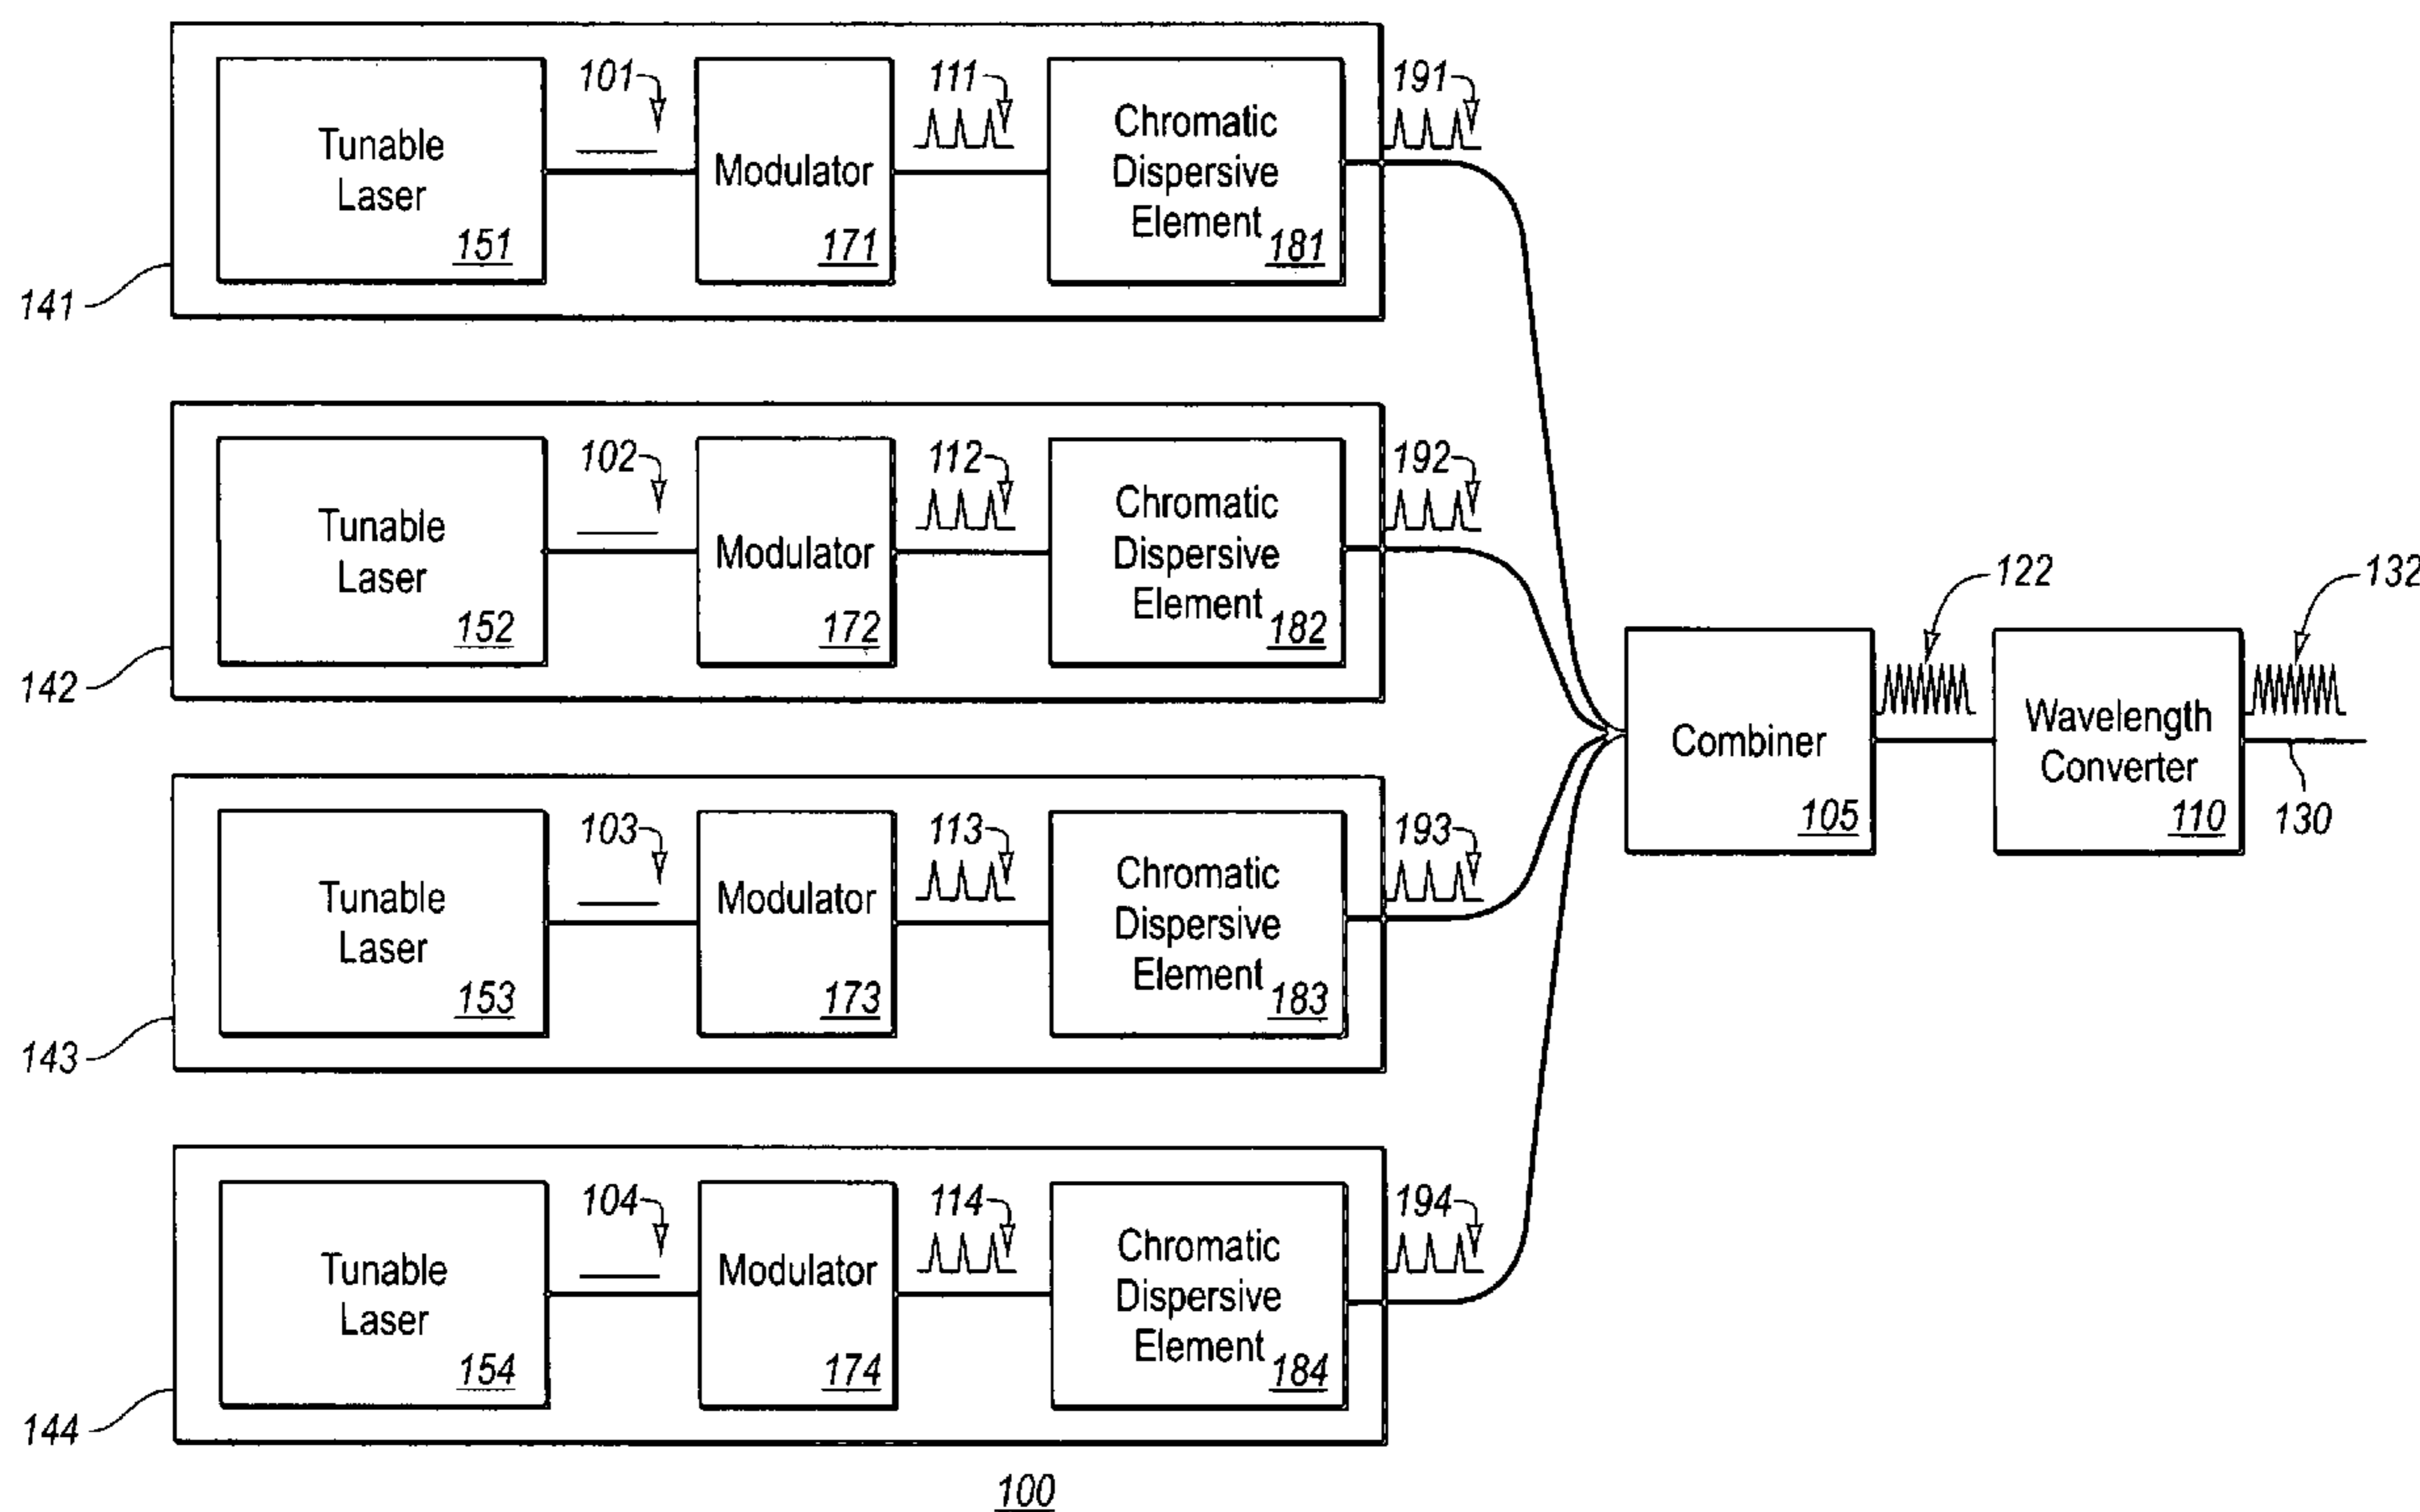 101
111
191
Tunable
Laser
151
Modulator
171
Chromatic
Dispersive
Element
181
141
102
112
192
Tunable
Laser
152
Modulator
172
Chromatic
Dispersive
Element
182
142
103
113
193
Tunable
Laser
153
Modulator
173
Chromatic
Dispersive
Element
183
143
104
114
194
Tunable
Laser
154
Modulator
174
Chromatic
Dispersive
Element
184
144
122
132
Combiner
105
Wavelength
Converter
110
130
100